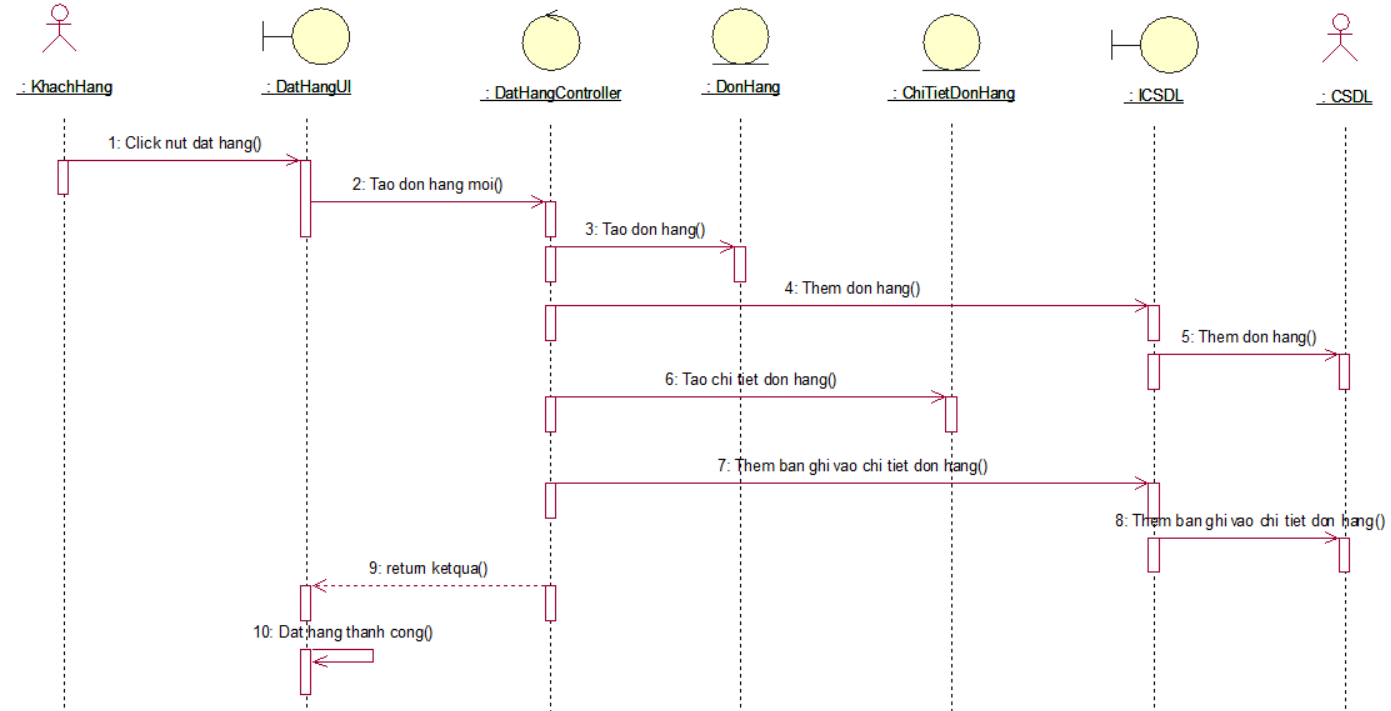 : KhachHang
: DatHangUI
: DatHangController
: DonHang
: ChiTietDonHang
: ICSDL
: CSDL
1: Click nut dat hang()
2: Tao don hang moi()
3: Tao don hang()
4: Them don hang()
5: Them don hang()
6: Tao chi tiet don hang()
7: Them ban ghi vao chi tiet don hang()
8: Them ban ghi vao chi tiet don hang()
9: return ketqua()
10: Dat hang thanh cong()